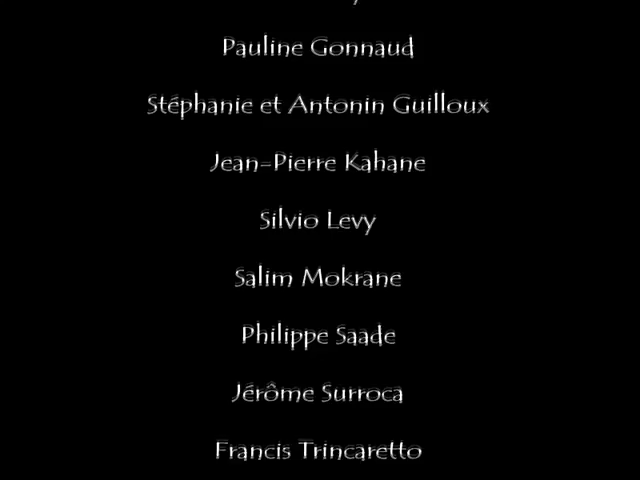 Pauline Gonnaud
Stéphanie et Antonin Guilloux
Jean-Pierre Kahane
Silvio Levy
Salim Mokrane
Philippe Saade
Jérôme Surroca
Francis Trincaretto